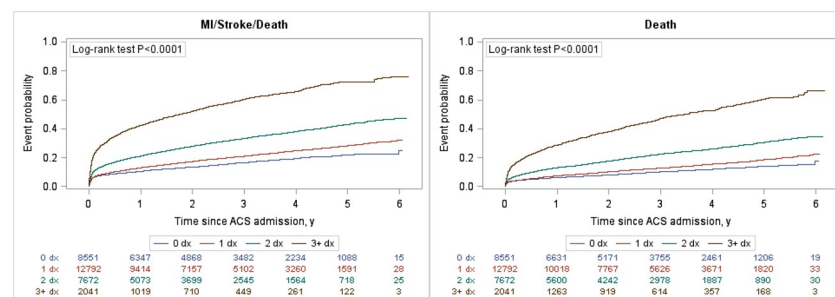 MI/Stroke/Death
Log-rank test P<0.0001
Event probability
1.0
0.8
0.6
0.4
0.2
0.0
0 1 2 3 4 5 6
Time since ACS admission, y
0 dx 1 dx 2 dx 3+ dx
0 dx 8551 6347 4868 3482 2234 1088 15
1 dx 12792 9414 7157 5102 3260 1591 28
2 dx 7672 5073 3699 2545 1564 718 25
3+ dx 2041 1019 710 449 261 122 3
Death
Log-rank test P<0.0001
Event probability
1.0
0.8
0.6
0.4
0.2
0.0
0 1 2 3 4 5 6
Time since ACS admission, y
0 dx 1 dx 2 dx 3+ dx
0 dx 8551 6631 5171 3755 2461 1206 19
1 dx 12792 10018 7767 5626 3671 1820 33
2 dx 7672 5600 4242 2978 1887 890 30
3+ dx 2041 1263 919 614 357 168 3